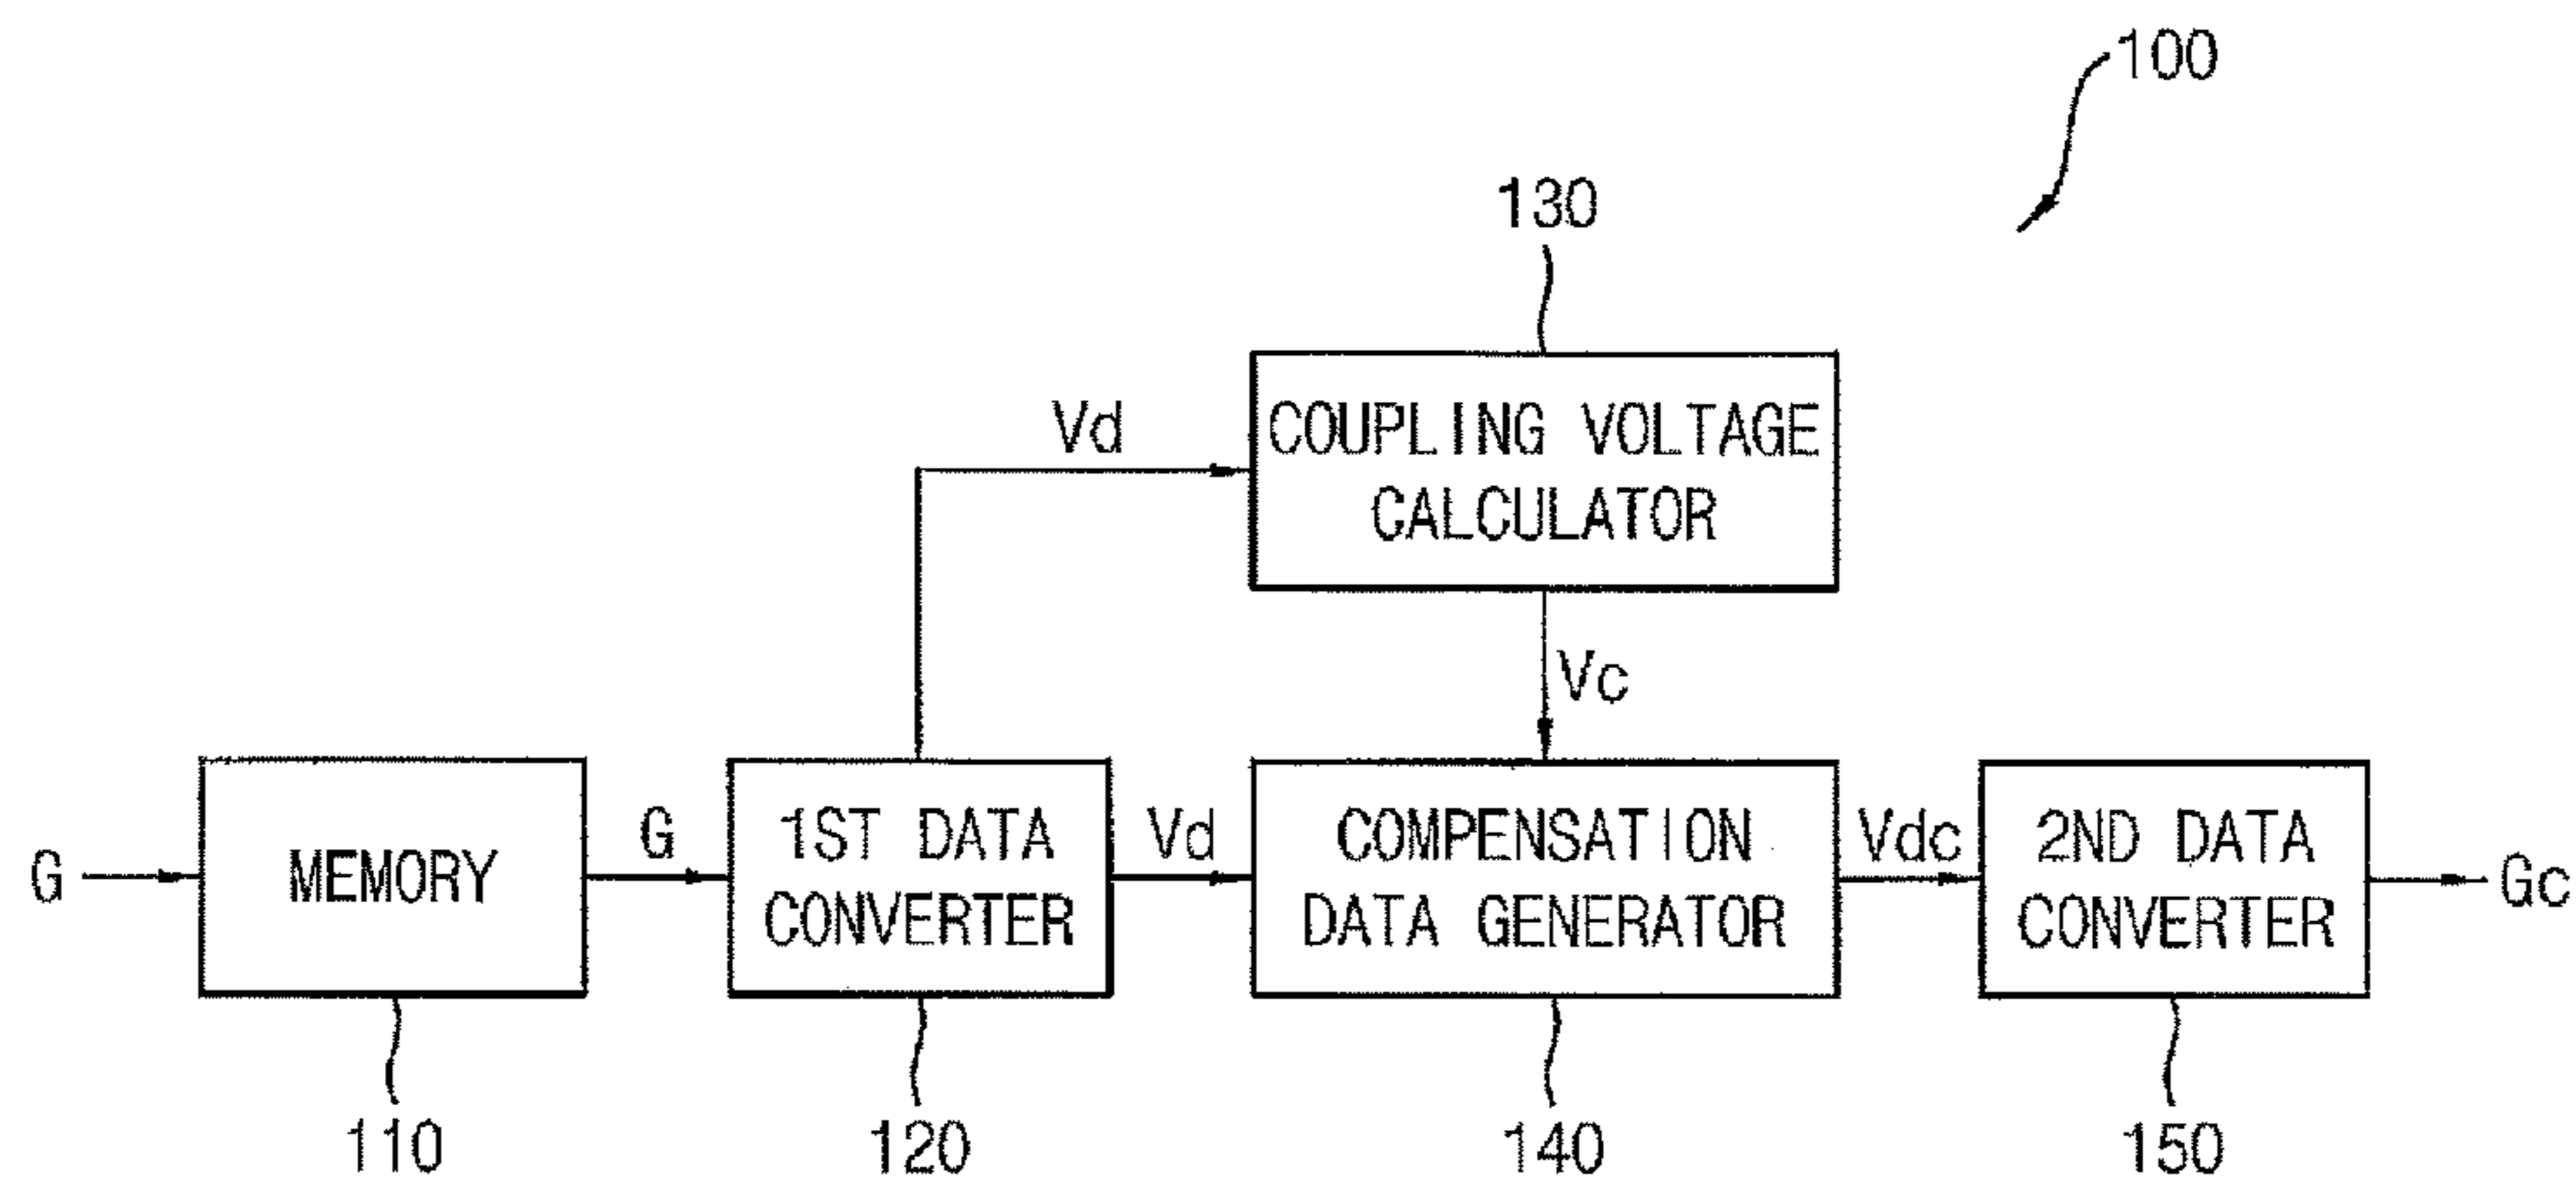 100
130
Vd
COUPLING VOLTAGE
CALCULATOR
Vc
G
MEMORY
G
1ST DATA
CONVERTER
Vd
COMPENSATION
DATA GENERATOR
Vdc
2ND DATA
CONVERTER
Gc
110
120
140
150